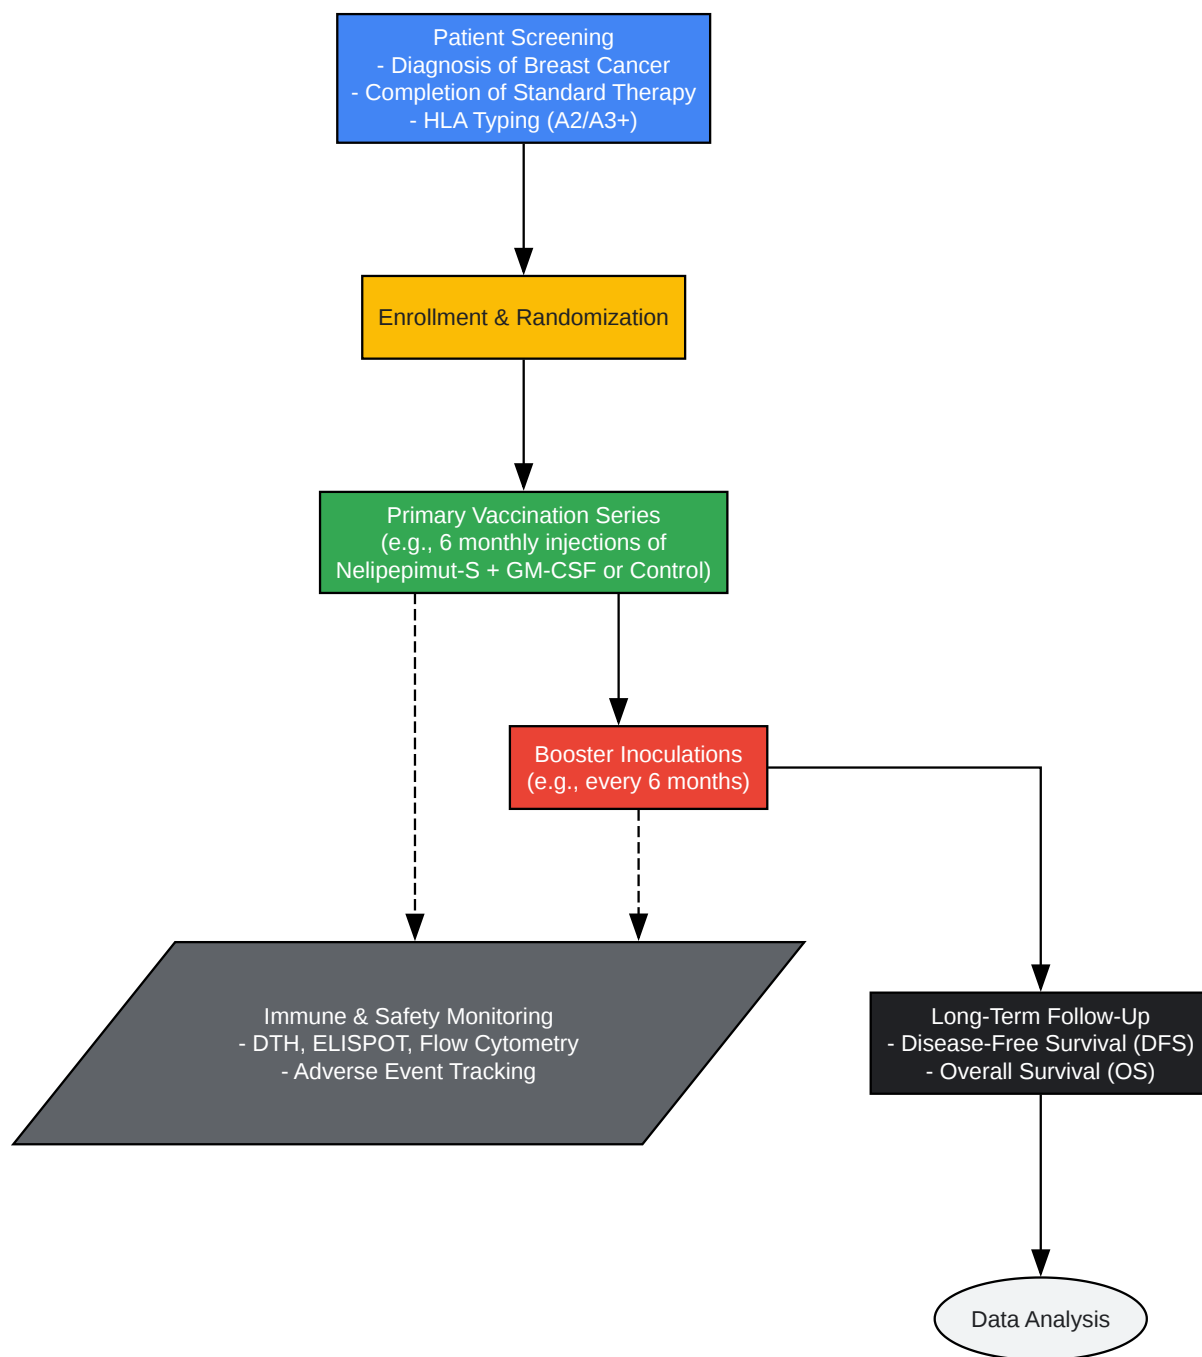 Patient Screening
- Diagnosis of Breast Cancer
- Completion of Standard Therapy
- HLA Typing (A2/A3+)
Enrollment & Randomization
Primary Vaccination Series
(e.g., 6 monthly injections of
Nelipepimut-S + GM-CSF or Control)
Booster Inoculations
(e.g., every 6 months)
Immune & Safety Monitoring
- DTH, ELISPOT, Flow Cytometry
- Adverse Event Tracking
Long-Term Follow-Up
- Disease-Free Survival (DFS)
- Overall Survival (OS)
Data Analysis